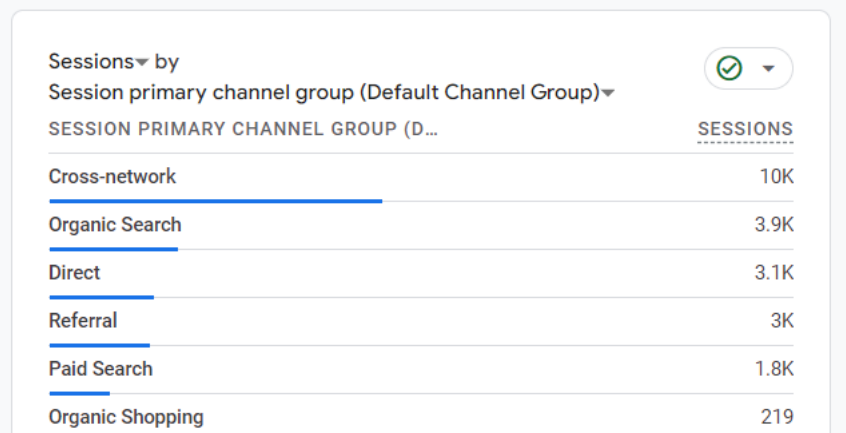 Sessions by
Session primary channel group (Default Channel Group)
SESSION PRIMARY CHANNEL GROUP (D… SESSIONS
Cross-network 10K
Organic Search 3.9K
Direct 3.1K
Referral 3K
Paid Search 1.8K
Organic Shopping 219